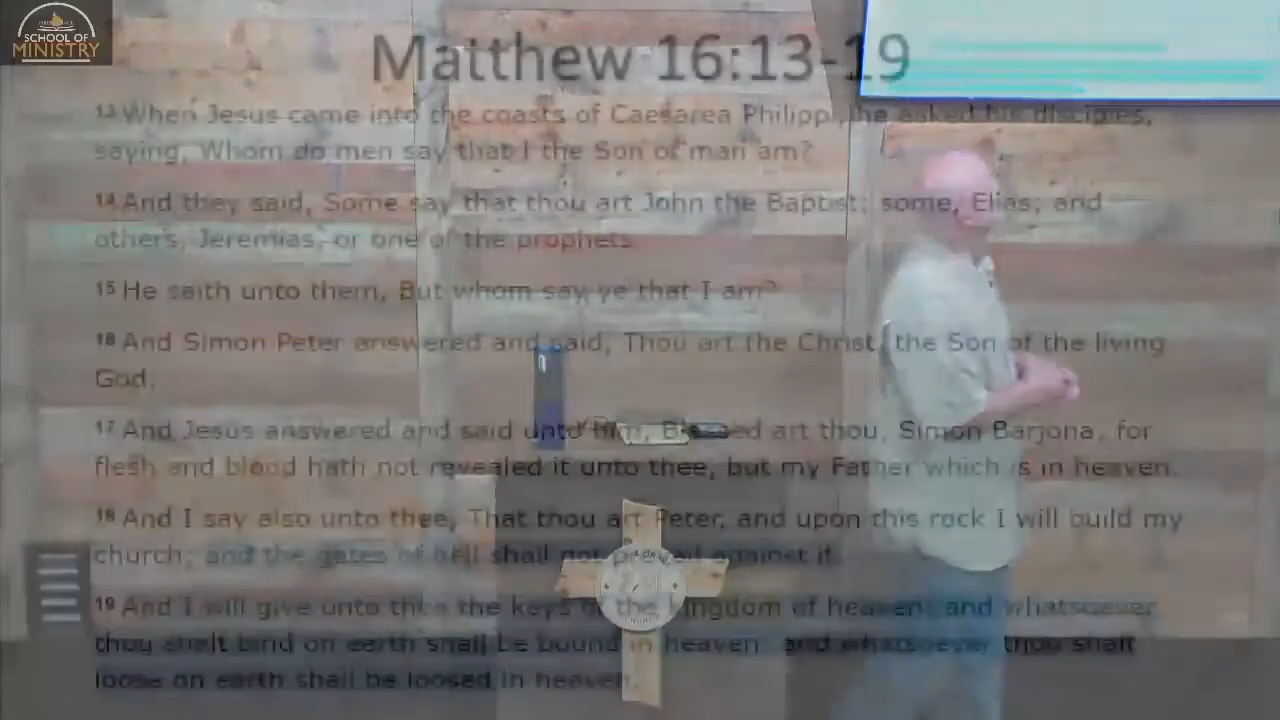 SCHOOL OF
MINISTRY
Matthew 16:13-19
13 When Jesus came into the coasts of Caesarea Philippi, he asked his disciples,
saying, Whom do men say that I the Son of man am?
14 And they said, Some say that thou art John the Baptist; some, Elias; and
others, Jeremias, or one of the prophets.
15 He saith unto them, But whom say ye that I am?
16 And Simon Peter answered and said, Thou art the Christ, the Son of the living
God.
17 And Jesus answered and said unto him, Blessed art thou, Simon Barjona, for
flesh and blood hath not revealed it unto thee, but my Father which is in heaven.
18 And I say also unto thee, That thou art Peter, and upon this rock I will build my
church; and the gates of hell shall not prevail against it.
19 And I will give unto thee the keys of the kingdom of heaven: and whatsoever
thou shalt bind on earth shall be bound in heaven: and whatsoever thou shalt
loose on earth shall be loosed in heaven.